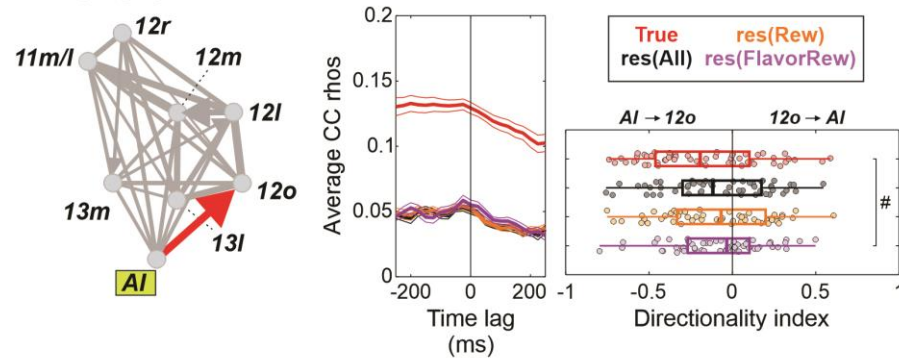 12r
11m/l
12m
12l
12o
13m
13l
AI
Average CC rhos
0.2
0.15
0.1
0.05
0
-200 0 200
Time lag
(ms)
True res(Rew)
res(All) res(FlavorRew)
AI → 12o 12o → AI
#
-1 -0.5 0 0.5 1
Directionality index